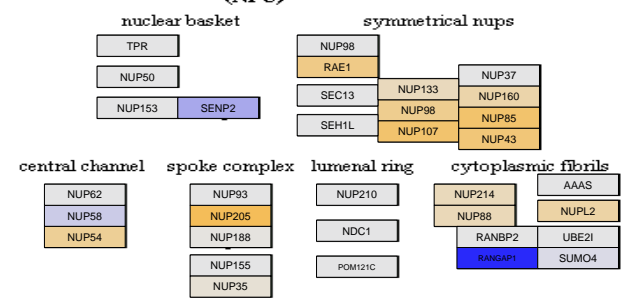 (NPC)
nuclear basket
TPR
NUP50
NUP153 SENP2
symmetrical nups
NUP98
RAE1
SEC13
SEH1L
NUP133
NUP98
NUP107
NUP37
NUP160
NUP85
NUP43
central channel
NUP62
NUP58
NUP54
spoke complex
NUP93
NUP205
NUP188
NUP155
NUP35
lumenal ring
NUP210
NDC1
POM121C
cytoplasmic fibrils
AAAS
NUP214
NUPL2
NUP88
RANBP2 UBE2I
RANGAP1 SUMO4